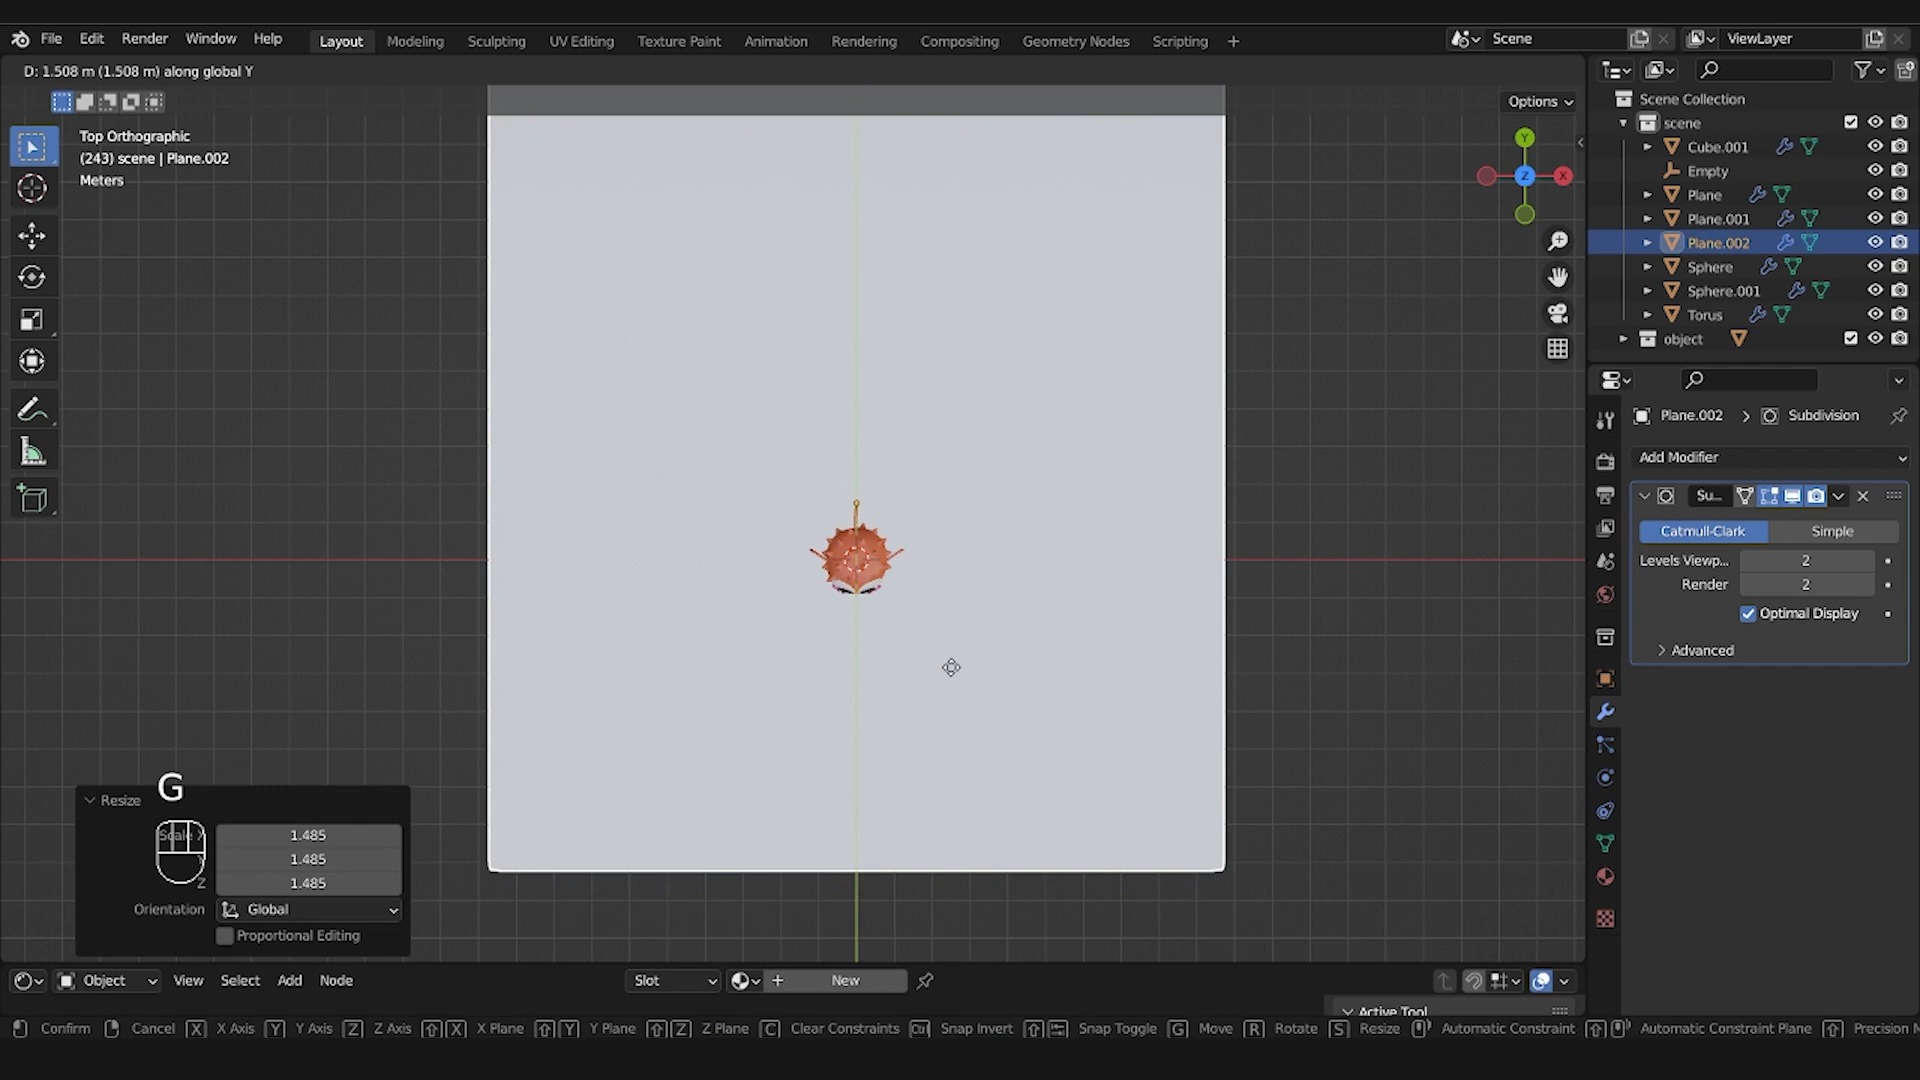 File Edit Render Window Help Layout Modeling Sculpting UV Editing Texture Paint Animation Rendering Compositing Geometry Nodes Scripting + Scene ViewLayer
D: 1.508 m (1.508 m) along global Y
Options
Top Orthographic
(243) scene | Plane.002
Meters
Y
Z
X
Scene Collection
scene
Cube.001
Empty
Plane
Plane.001
Plane.002
Sphere
Sphere.001
Torus
object
Plane.002 > Subdivision
Add Modifier
Su...
Catmull-Clark Simple
Levels Viewp... 2
Render 2
Optimal Display
Advanced
G
Resize
Scale X 1.485
1.485
Z 1.485
Orientation Global
Proportional Editing
Object View Select Add Node Slot + New
Active Tool
Confirm Cancel X X Axis Y Y Axis Z Z Axis X X Plane Y Y Plane Z Z Plane C Clear Constraints Ctrl Snap Invert Snap Toggle G Move R Rotate S Resize Automatic Constraint Automatic Constraint Plane Precision M